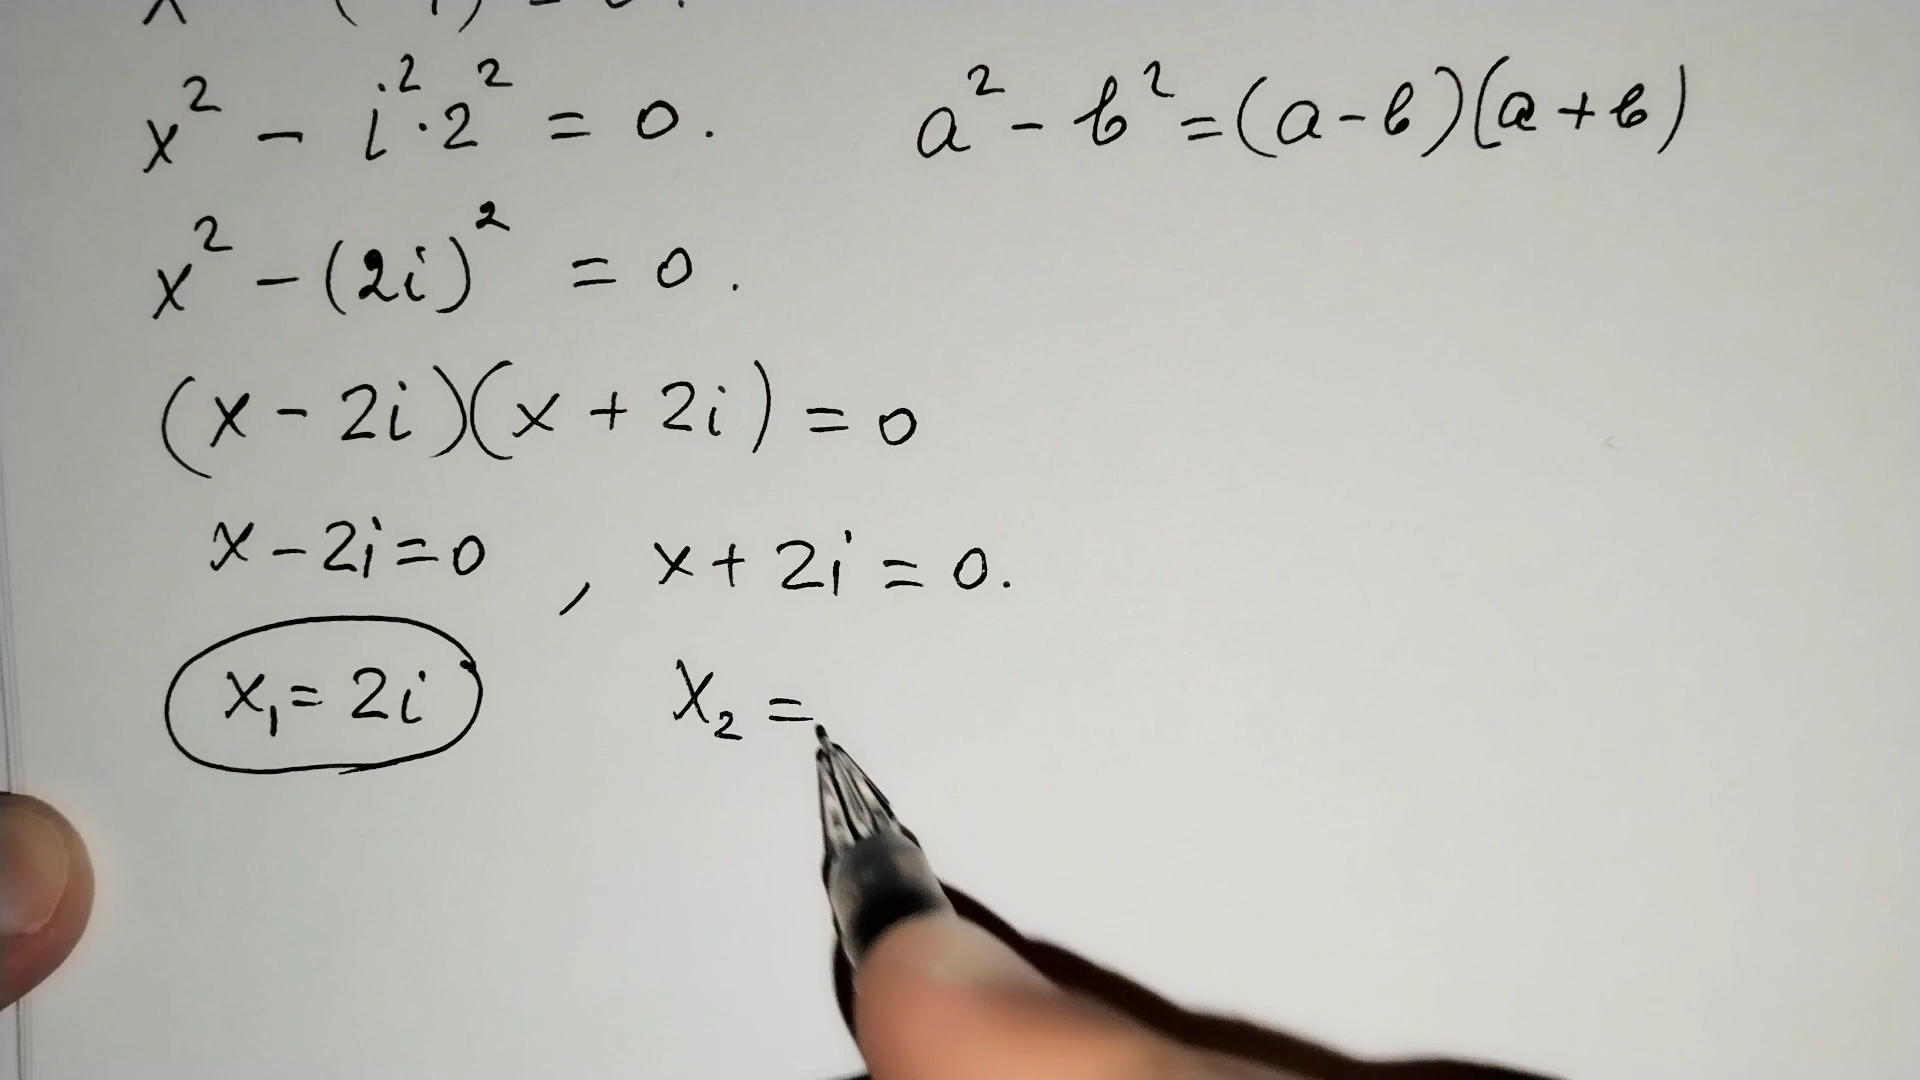 x² - i²·2² = 0. a² - b² = (a-b)(a+b)
x² - (2i)² = 0.
(x - 2i)(x + 2i) = 0
x - 2i = 0 , x + 2i = 0.
x₁ = 2i x₂ =